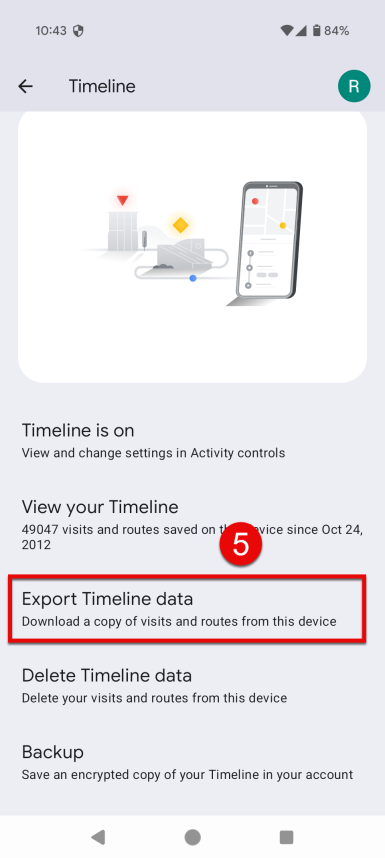 10:43 84%
Timeline R
Timeline is on
View and change settings in Activity controls
View your Timeline
49047 visits and routes saved on device since Oct 24,
2012
5
Export Timeline data
Download a copy of visits and routes from this device
Delete Timeline data
Delete your visits and routes from this device
Backup
Save an encrypted copy of your Timeline in your account